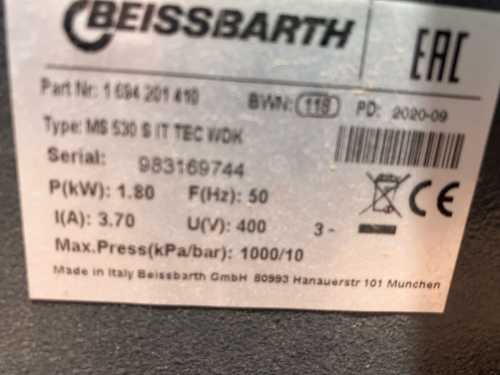 BEISSBARTH
EAC
Part Nr: 1 694 201 410 BWN: 118 PD: 2020-09
Type: MS 530 S IT TEC WDK
Serial: 983169744
P(kW): 1.80 F(Hz): 50
I(A): 3.70 U(V): 400 3 ~
CE
Max.Press(kPa/bar): 1000/10
Made in Italy Beissbarth GmbH 80993 Hanauerstr 101 Munchen